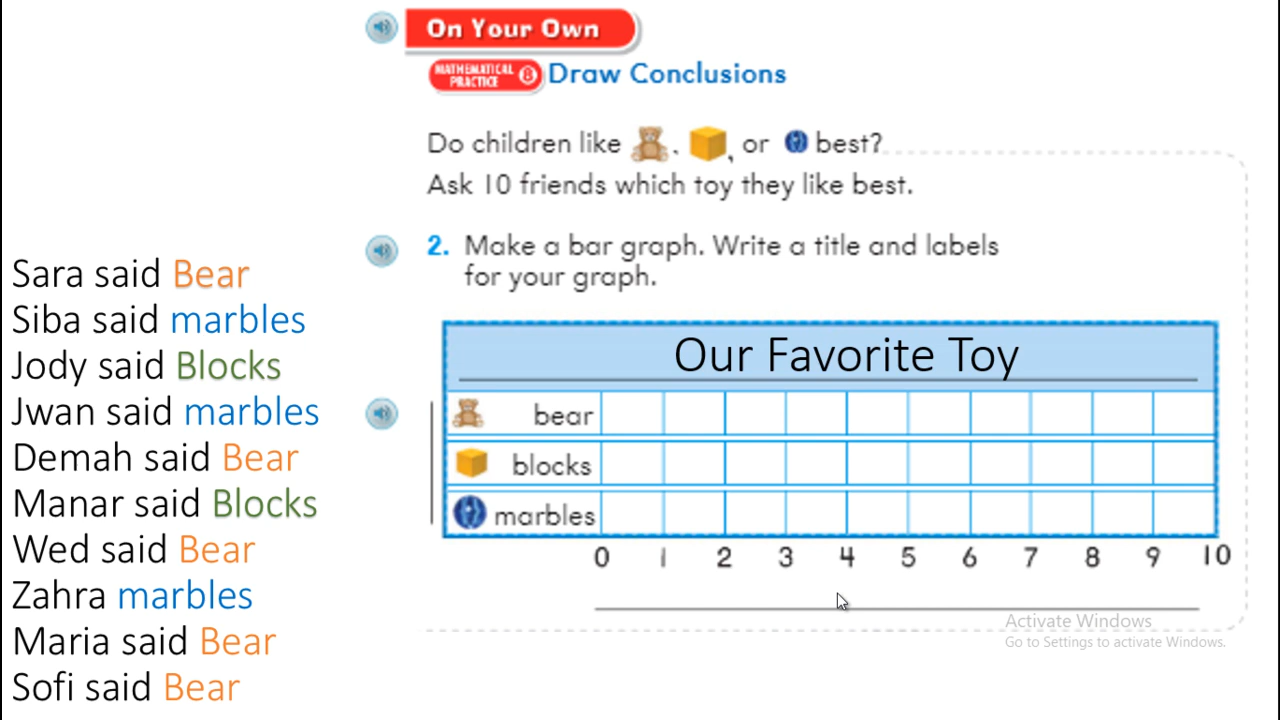 On Your Own
MATHEMATICAL PRACTICE 8 Draw Conclusions
Do children like , , or best?
Ask 10 friends which toy they like best.
2. Make a bar graph. Write a title and labels
for your graph.
Sara said Bear
Siba said marbles
Jody said Blocks
Jwan said marbles
Demah said Bear
Manar said Blocks
Wed said Bear
Zahra marbles
Maria said Bear
Sofi said Bear
Our Favorite Toy
bear
blocks
marbles
0 1 2 3 4 5 6 7 8 9 10
Activate Windows
Go to Settings to activate Windows.